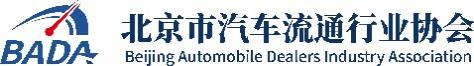 BADA
北京市汽车流通行业协会
Beijing Automobile Dealers Industry Association